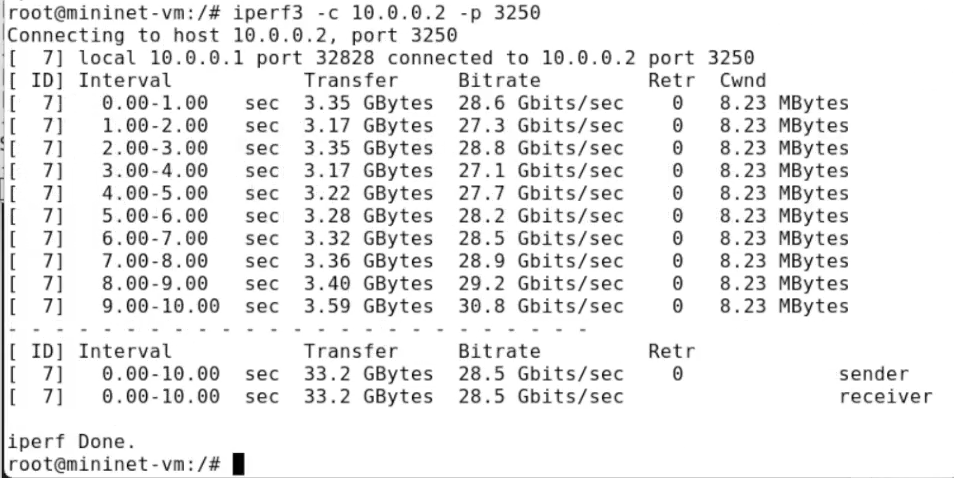 root@mininet-vm:/# iperf3 -c 10.0.0.2 -p 3250
Connecting to host 10.0.0.2, port 3250
[  7] local 10.0.0.1 port 32828 connected to 10.0.0.2 port 3250
[ ID] Interval           Transfer     Bitrate         Retr  Cwnd
[  7]   0.00-1.00   sec  3.35 GBytes  28.6 Gbits/sec    0   8.23 MBytes
[  7]   1.00-2.00   sec  3.17 GBytes  27.3 Gbits/sec    0   8.23 MBytes
[  7]   2.00-3.00   sec  3.35 GBytes  28.8 Gbits/sec    0   8.23 MBytes
[  7]   3.00-4.00   sec  3.17 GBytes  27.1 Gbits/sec    0   8.23 MBytes
[  7]   4.00-5.00   sec  3.22 GBytes  27.7 Gbits/sec    0   8.23 MBytes
[  7]   5.00-6.00   sec  3.28 GBytes  28.2 Gbits/sec    0   8.23 MBytes
[  7]   6.00-7.00   sec  3.32 GBytes  28.5 Gbits/sec    0   8.23 MBytes
[  7]   7.00-8.00   sec  3.36 GBytes  28.9 Gbits/sec    0   8.23 MBytes
[  7]   8.00-9.00   sec  3.40 GBytes  29.2 Gbits/sec    0   8.23 MBytes
[  7]   9.00-10.00  sec  3.59 GBytes  30.8 Gbits/sec    0   8.23 MBytes
- - - - - - - - - - - - - - - - - - - - - - - - -
[ ID] Interval           Transfer     Bitrate         Retr
[  7]   0.00-10.00  sec  33.2 GBytes  28.5 Gbits/sec    0             sender
[  7]   0.00-10.00  sec  33.2 GBytes  28.5 Gbits/sec                  receiver

iperf Done.
root@mininet-vm:/#